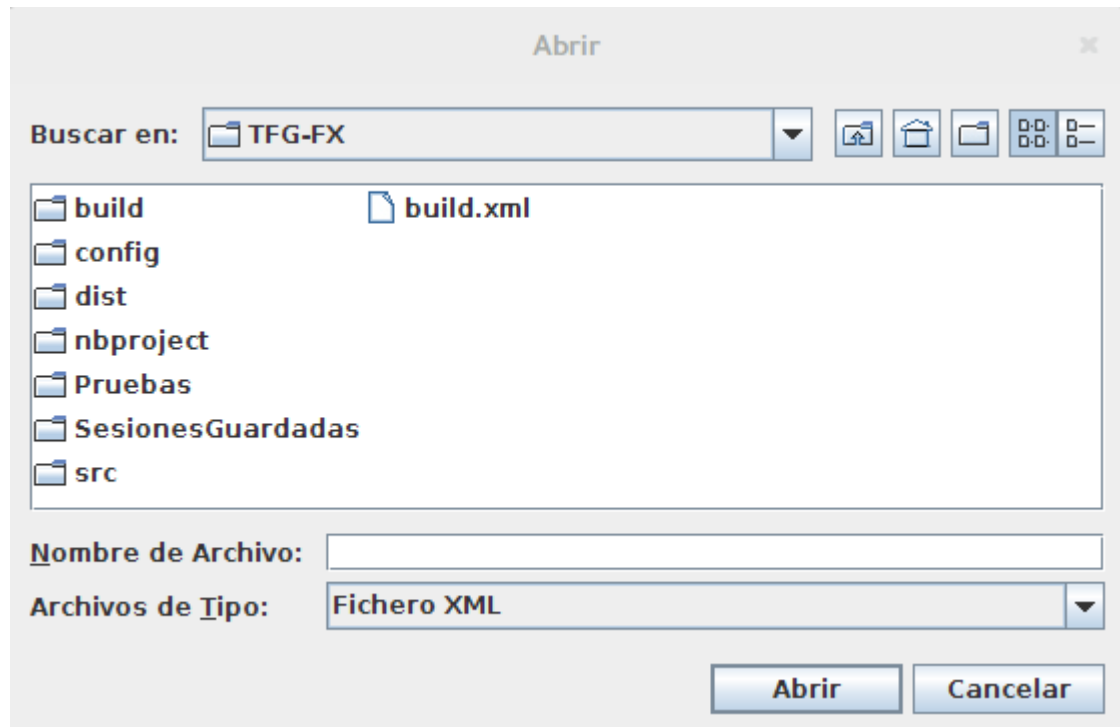 Abrir
Buscar en: TFG-FX
build build.xml
config
dist
nbproject
Pruebas
SesionesGuardadas
src
Nombre de Archivo:
Archivos de Tipo: Fichero XML
Abrir Cancelar